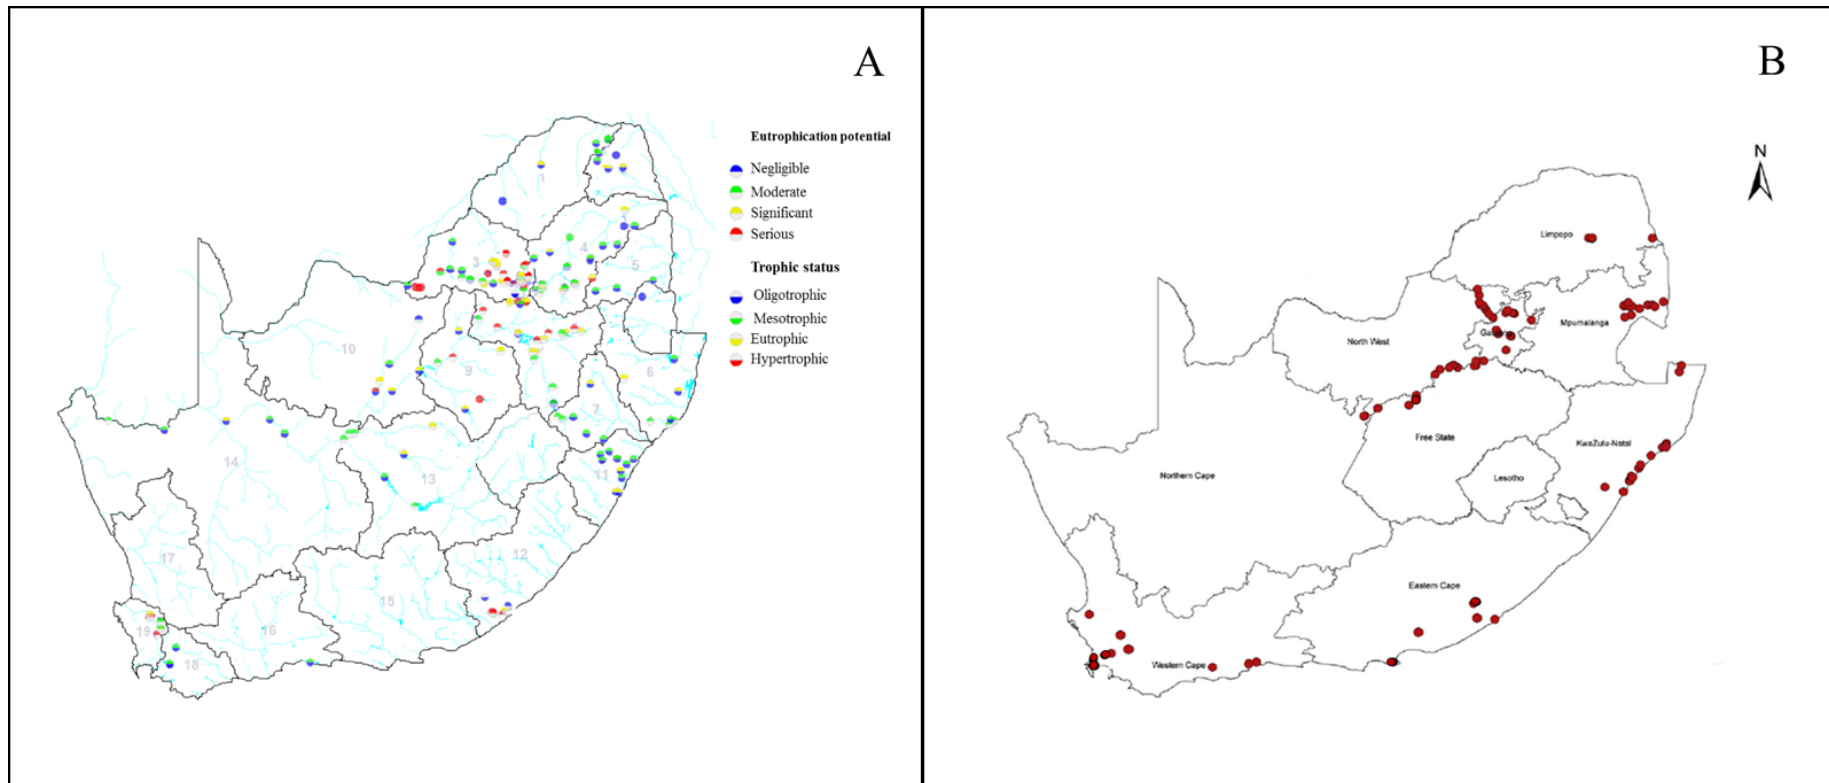 A
Eutrophication potential
Negligible
Moderate
Significant
Serious
Trophic status
Oligotrophic
Mesotrophic
Eutrophic
Hypertrophic
1
3
4
5
10
9
6
7
14
13
11
17
12
15
16
19
18
B
N
Limpopo
Mpumalanga
North West
Free State
KwaZulu-Natal
Northern Cape
Lesotho
Eastern Cape
Western Cape